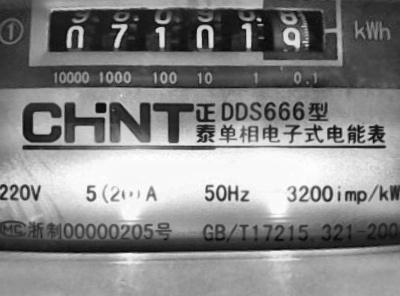 ① 071019 kWh
10000 1000 100 10 1 0.1
CHNT 正泰 DDS666型
单相电子式电能表
220V 5(20)A 50Hz 3200imp/kW
MC 浙制00000205号 GB/T17215.321-200